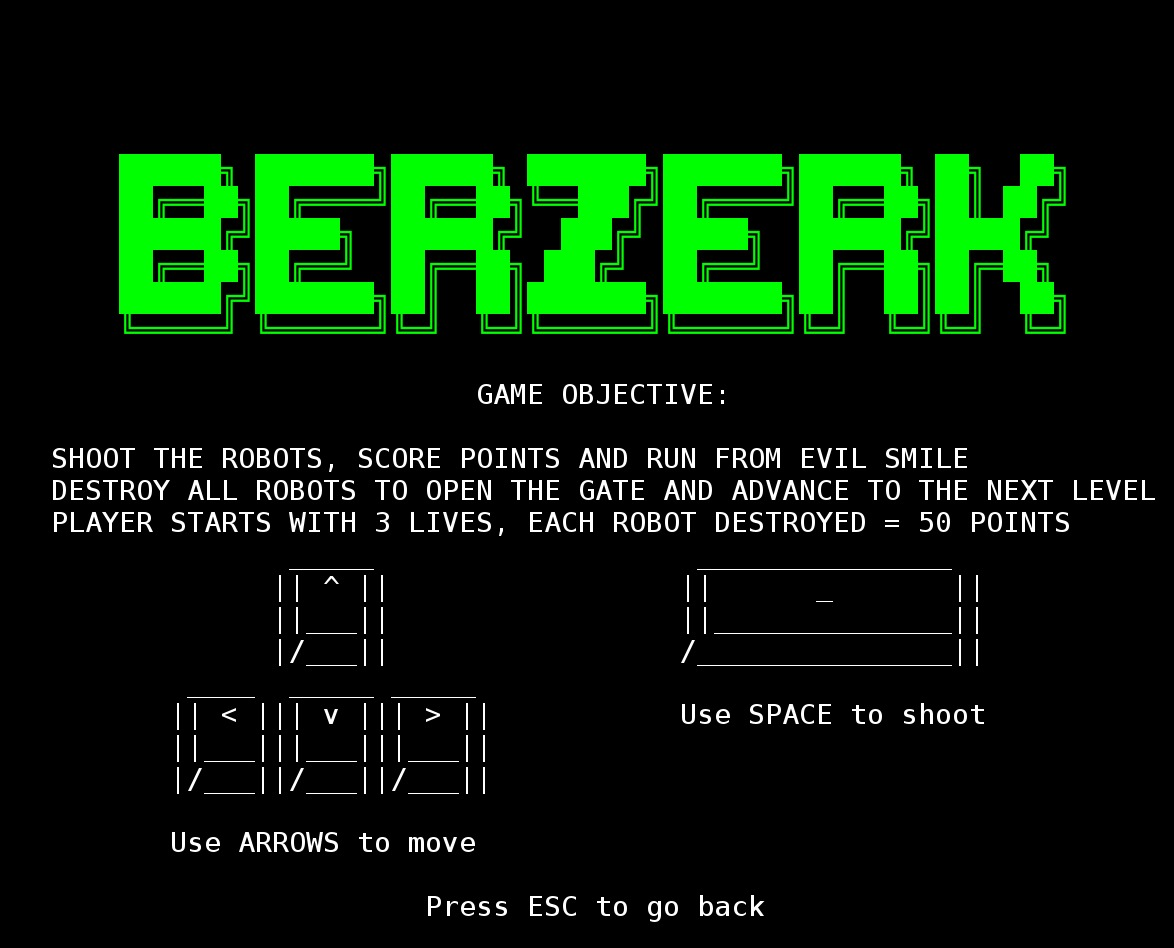 BERZERK
GAME OBJECTIVE:
SHOOT THE ROBOTS, SCORE POINTS AND RUN FROM EVIL SMILE
DESTROY ALL ROBOTS TO OPEN THE GATE AND ADVANCE TO THE NEXT LEVEL
PLAYER STARTS WITH 3 LIVES, EACH ROBOT DESTROYED = 50 POINTS
^
< v >
Use SPACE to shoot
Use ARROWS to move
Press ESC to go back